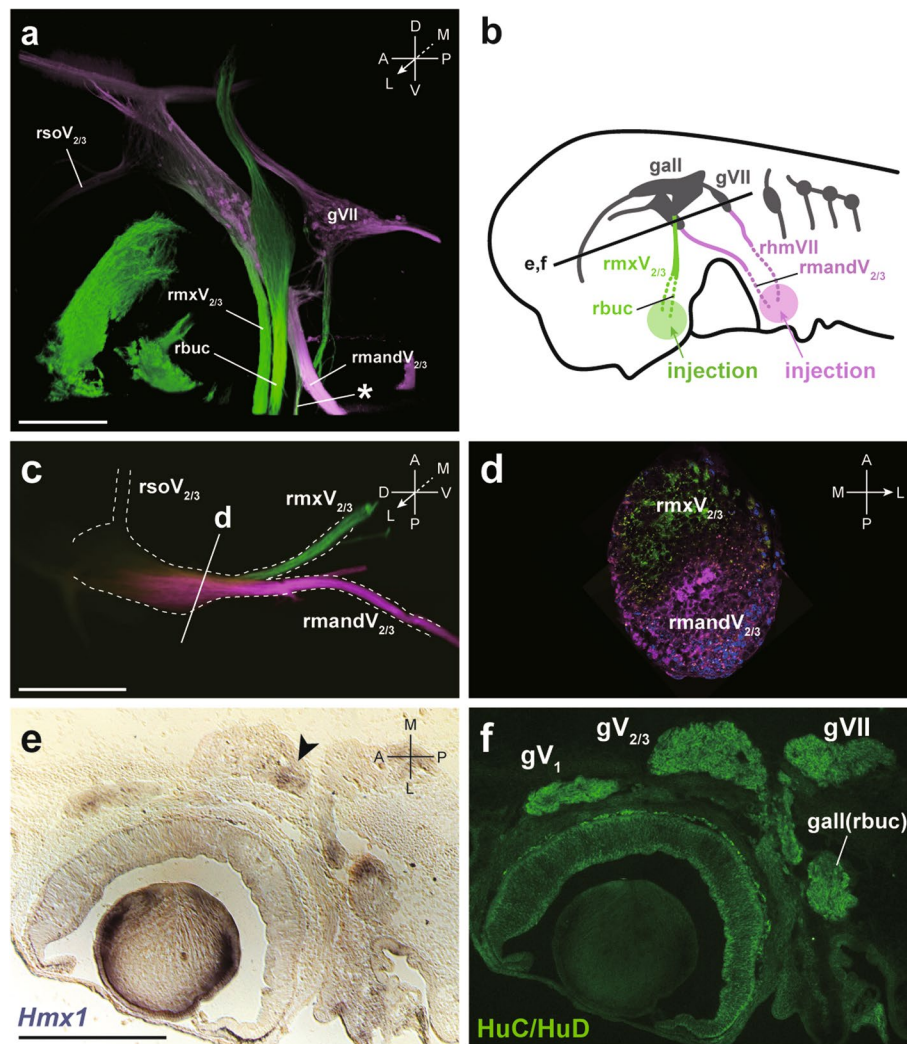 a
D
M
A
P
L
V
rsoV2/3
gVII
rmxV2/3
rbuc
rmandV2/3
*
b
gall
gVII
e,f
rhmVII
rmxV2/3
rmandV2/3
rbuc
injection
injection
c
A
M
D
V
L
P
rsoV2/3
rmxV2/3
d
rmandV2/3
d
A
M
L
P
rmxV2/3
rmandV2/3
e
M
A
P
L
Hmx1
f
gV1
gV2/3
gVII
gall(rbuc)
HuC/HuD